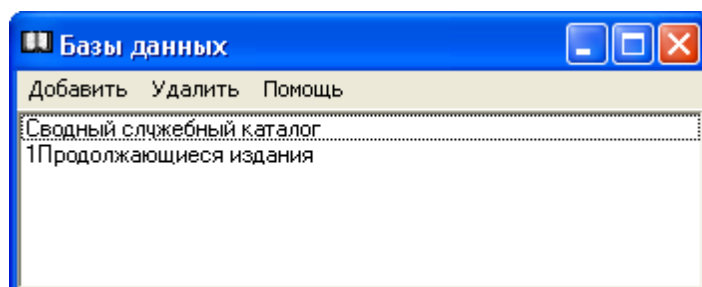 Базы данных
Добавить Удалить Помощь
Сводный служебный каталог
1Продолжающиеся издания